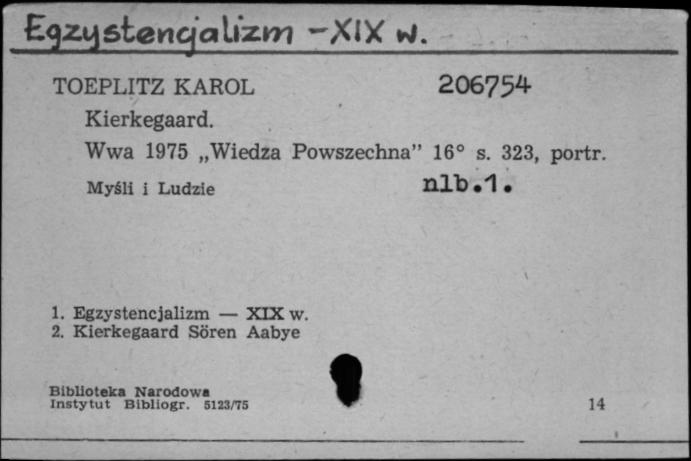 Egzystencjalizm – XIX w.
TOEPLITZ KAROL 206754
Kierkegaard.
Wwa 1975 „Wiedza Powszechna” 16° s. 323, portr.
Myśli i Ludzie nlb.1.
1. Egzystencjalizm — XIX w.
2. Kierkegaard Sören Aabye
Biblioteka Narodowa
Instytut Bibliogr. 5123/75 14